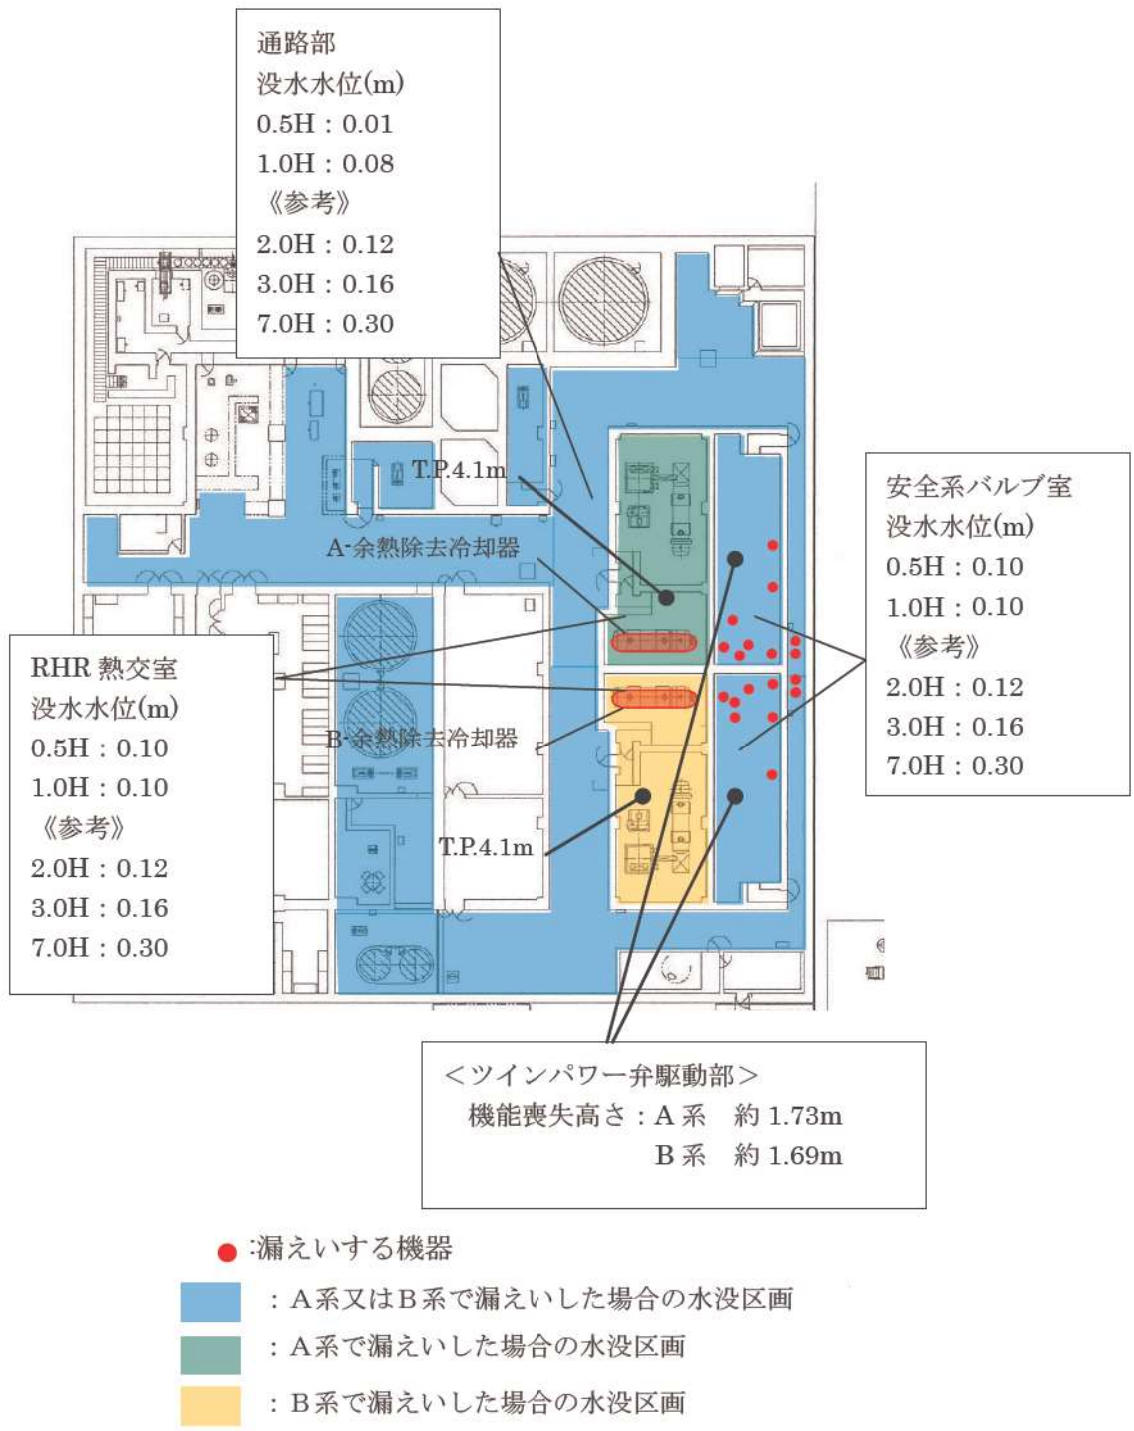 通路部
没水水位(m)
0.5H：0.01
1.0H：0.08
《参考》
2.0H：0.12
3.0H：0.16
7.0H：0.30
T.P.4.1m
A-余熱除去冷却器
安全系バルブ室
没水水位(m)
0.5H：0.10
1.0H：0.10
《参考》
2.0H：0.12
3.0H：0.16
7.0H：0.30
RHR 熱交室
没水水位(m)
0.5H：0.10
1.0H：0.10
《参考》
2.0H：0.12
3.0H：0.16
7.0H：0.30
B-余熱除去冷却器
T.P.4.1m
＜ツインパワー弁駆動部＞
機能喪失高さ：A 系　約 1.73m
B 系　約 1.69m
:漏えいする機器
：Ａ系又はＢ系で漏えいした場合の水没区画
：Ａ系で漏えいした場合の水没区画
：Ｂ系で漏えいした場合の水没区画